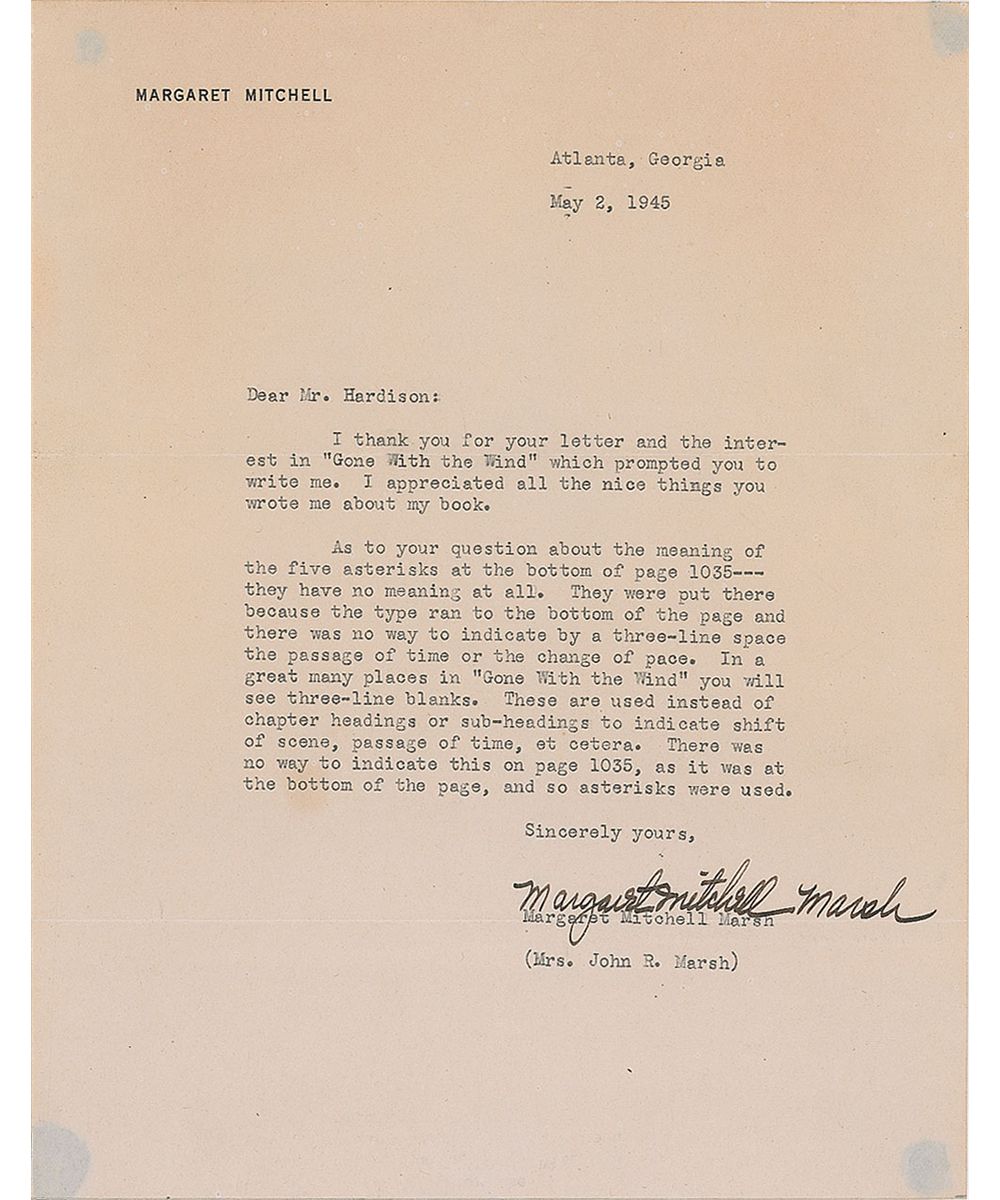 MARGARET MITCHELL
Atlanta, Georgia
May 2, 1945
Dear Mr. Hardison:
I thank you for your letter and the inter-
est in "Gone With the Wind" which prompted you to
write me. I appreciated all the nice things you
wrote me about my book.
As to your question about the meaning of
the five asterisks at the bottom of page 1035---
they have no meaning at all. They were put there
because the type ran to the bottom of the page and
there was no way to indicate by a three-line space
the passage of time or the change of pace. In a
great many places in "Gone With the Wind" you will
see three-line blanks. These are used instead of
chapter headings or sub-headings to indicate shift
of scene, passage of time, et cetera. There was
no way to indicate this on page 1035, as it was at
the bottom of the page, and so asterisks were used.
Sincerely yours,
Margaret Mitchell Marsh
Margaret Mitchell Marsh
(Mrs. John R. Marsh)